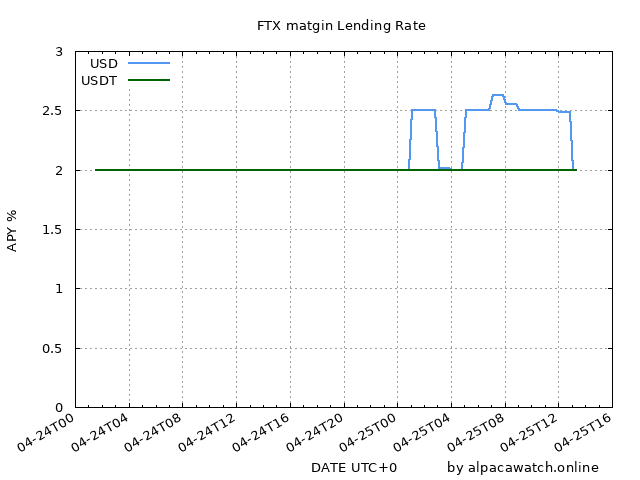 FTX matgin Lending Rate
USD
USDT
3
2.5
2
1.5
1
0.5
0
APY %
04-24T00
04-24T04
04-24T08
04-24T12
04-24T16
04-24T20
04-25T00
04-25T04
04-25T08
04-25T12
04-25T16
DATE UTC+0
by alpacawatch.online